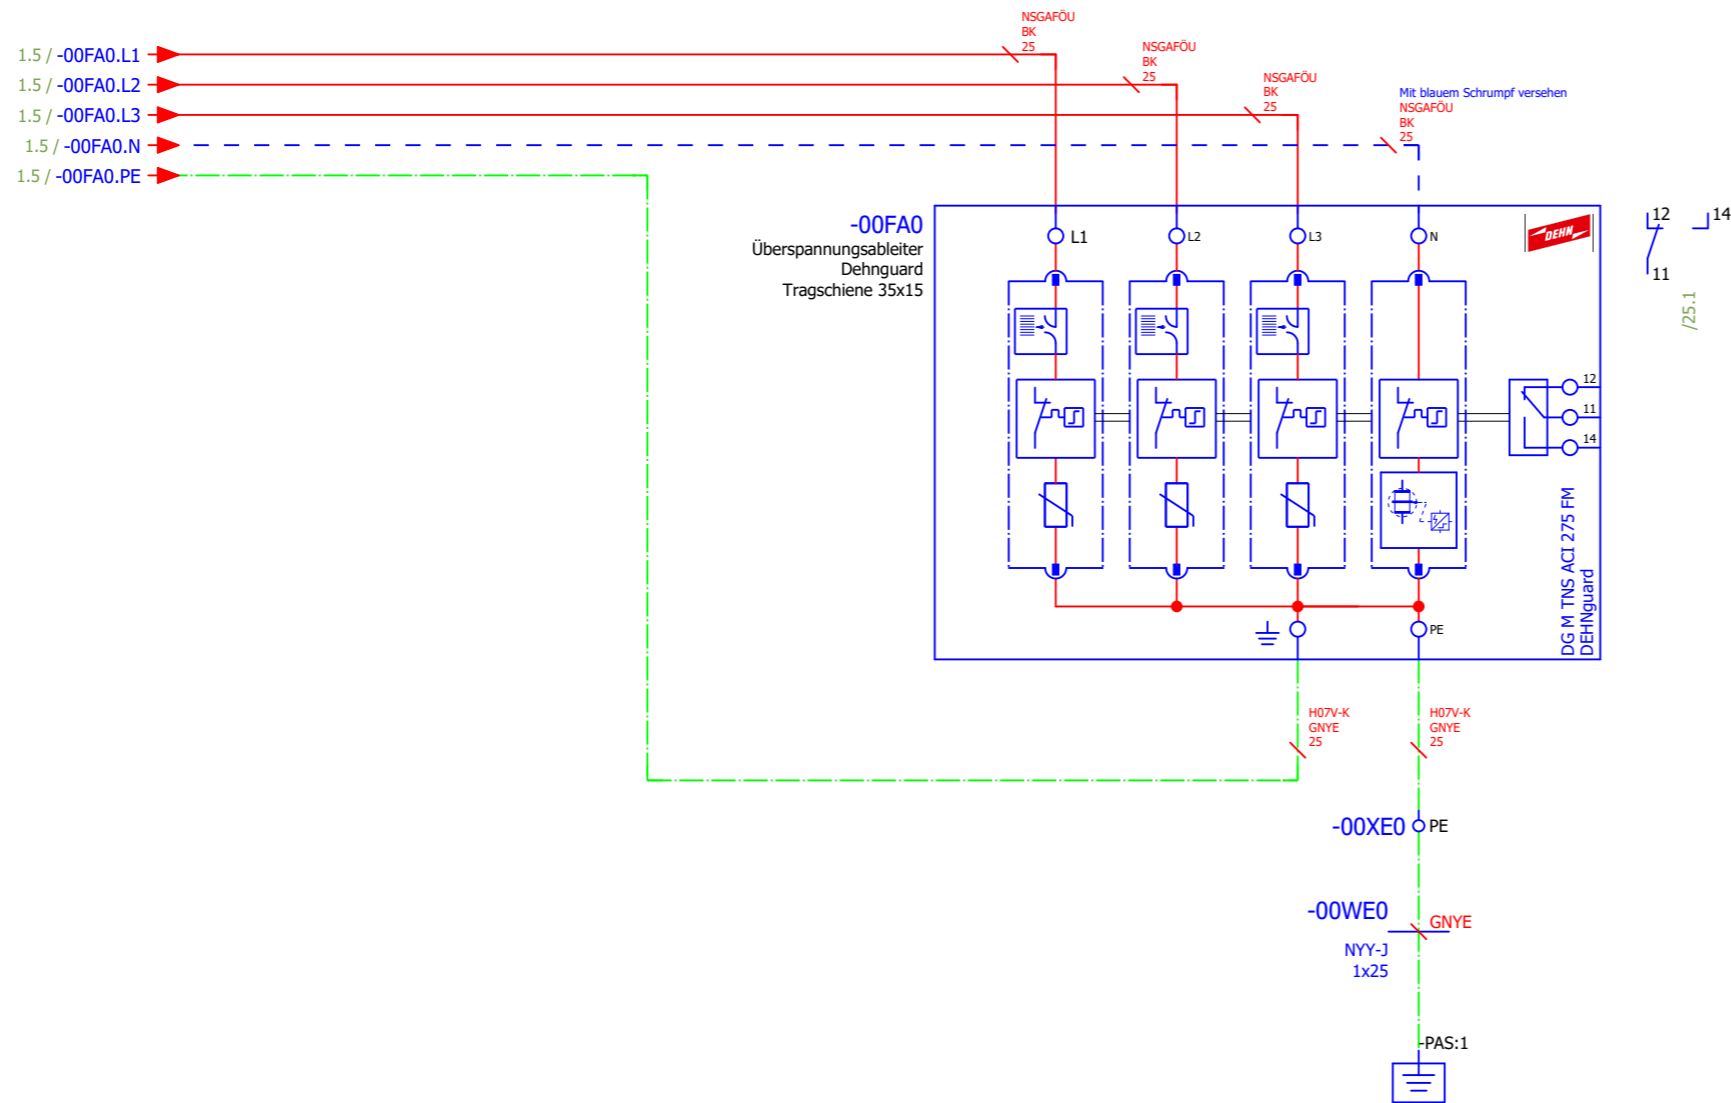 1.5 / -00FA0.L1
1.5 / -00FA0.L2
1.5 / -00FA0.L3
1.5 / -00FA0.N
1.5 / -00FA0.PE
NSGAFÖU
BK
25
NSGAFÖU
BK
25
NSGAFÖU
BK
25
Mit blauem Schrumpf versehen
NSGAFÖU
BK
25
-00FA0
Überspannungsableiter
Dehnguard
Tragschiene 35x15
L1
L2
L3
N
DEHN
12
14
11
/25.1
12
11
14
DG M TNS ACI 275 FM
DEHNguard
PE
H07V-K
GNYE
25
H07V-K
GNYE
25
-00XE0
PE
-00WE0
GNYE
NYY-J
1x25
-PAS:1